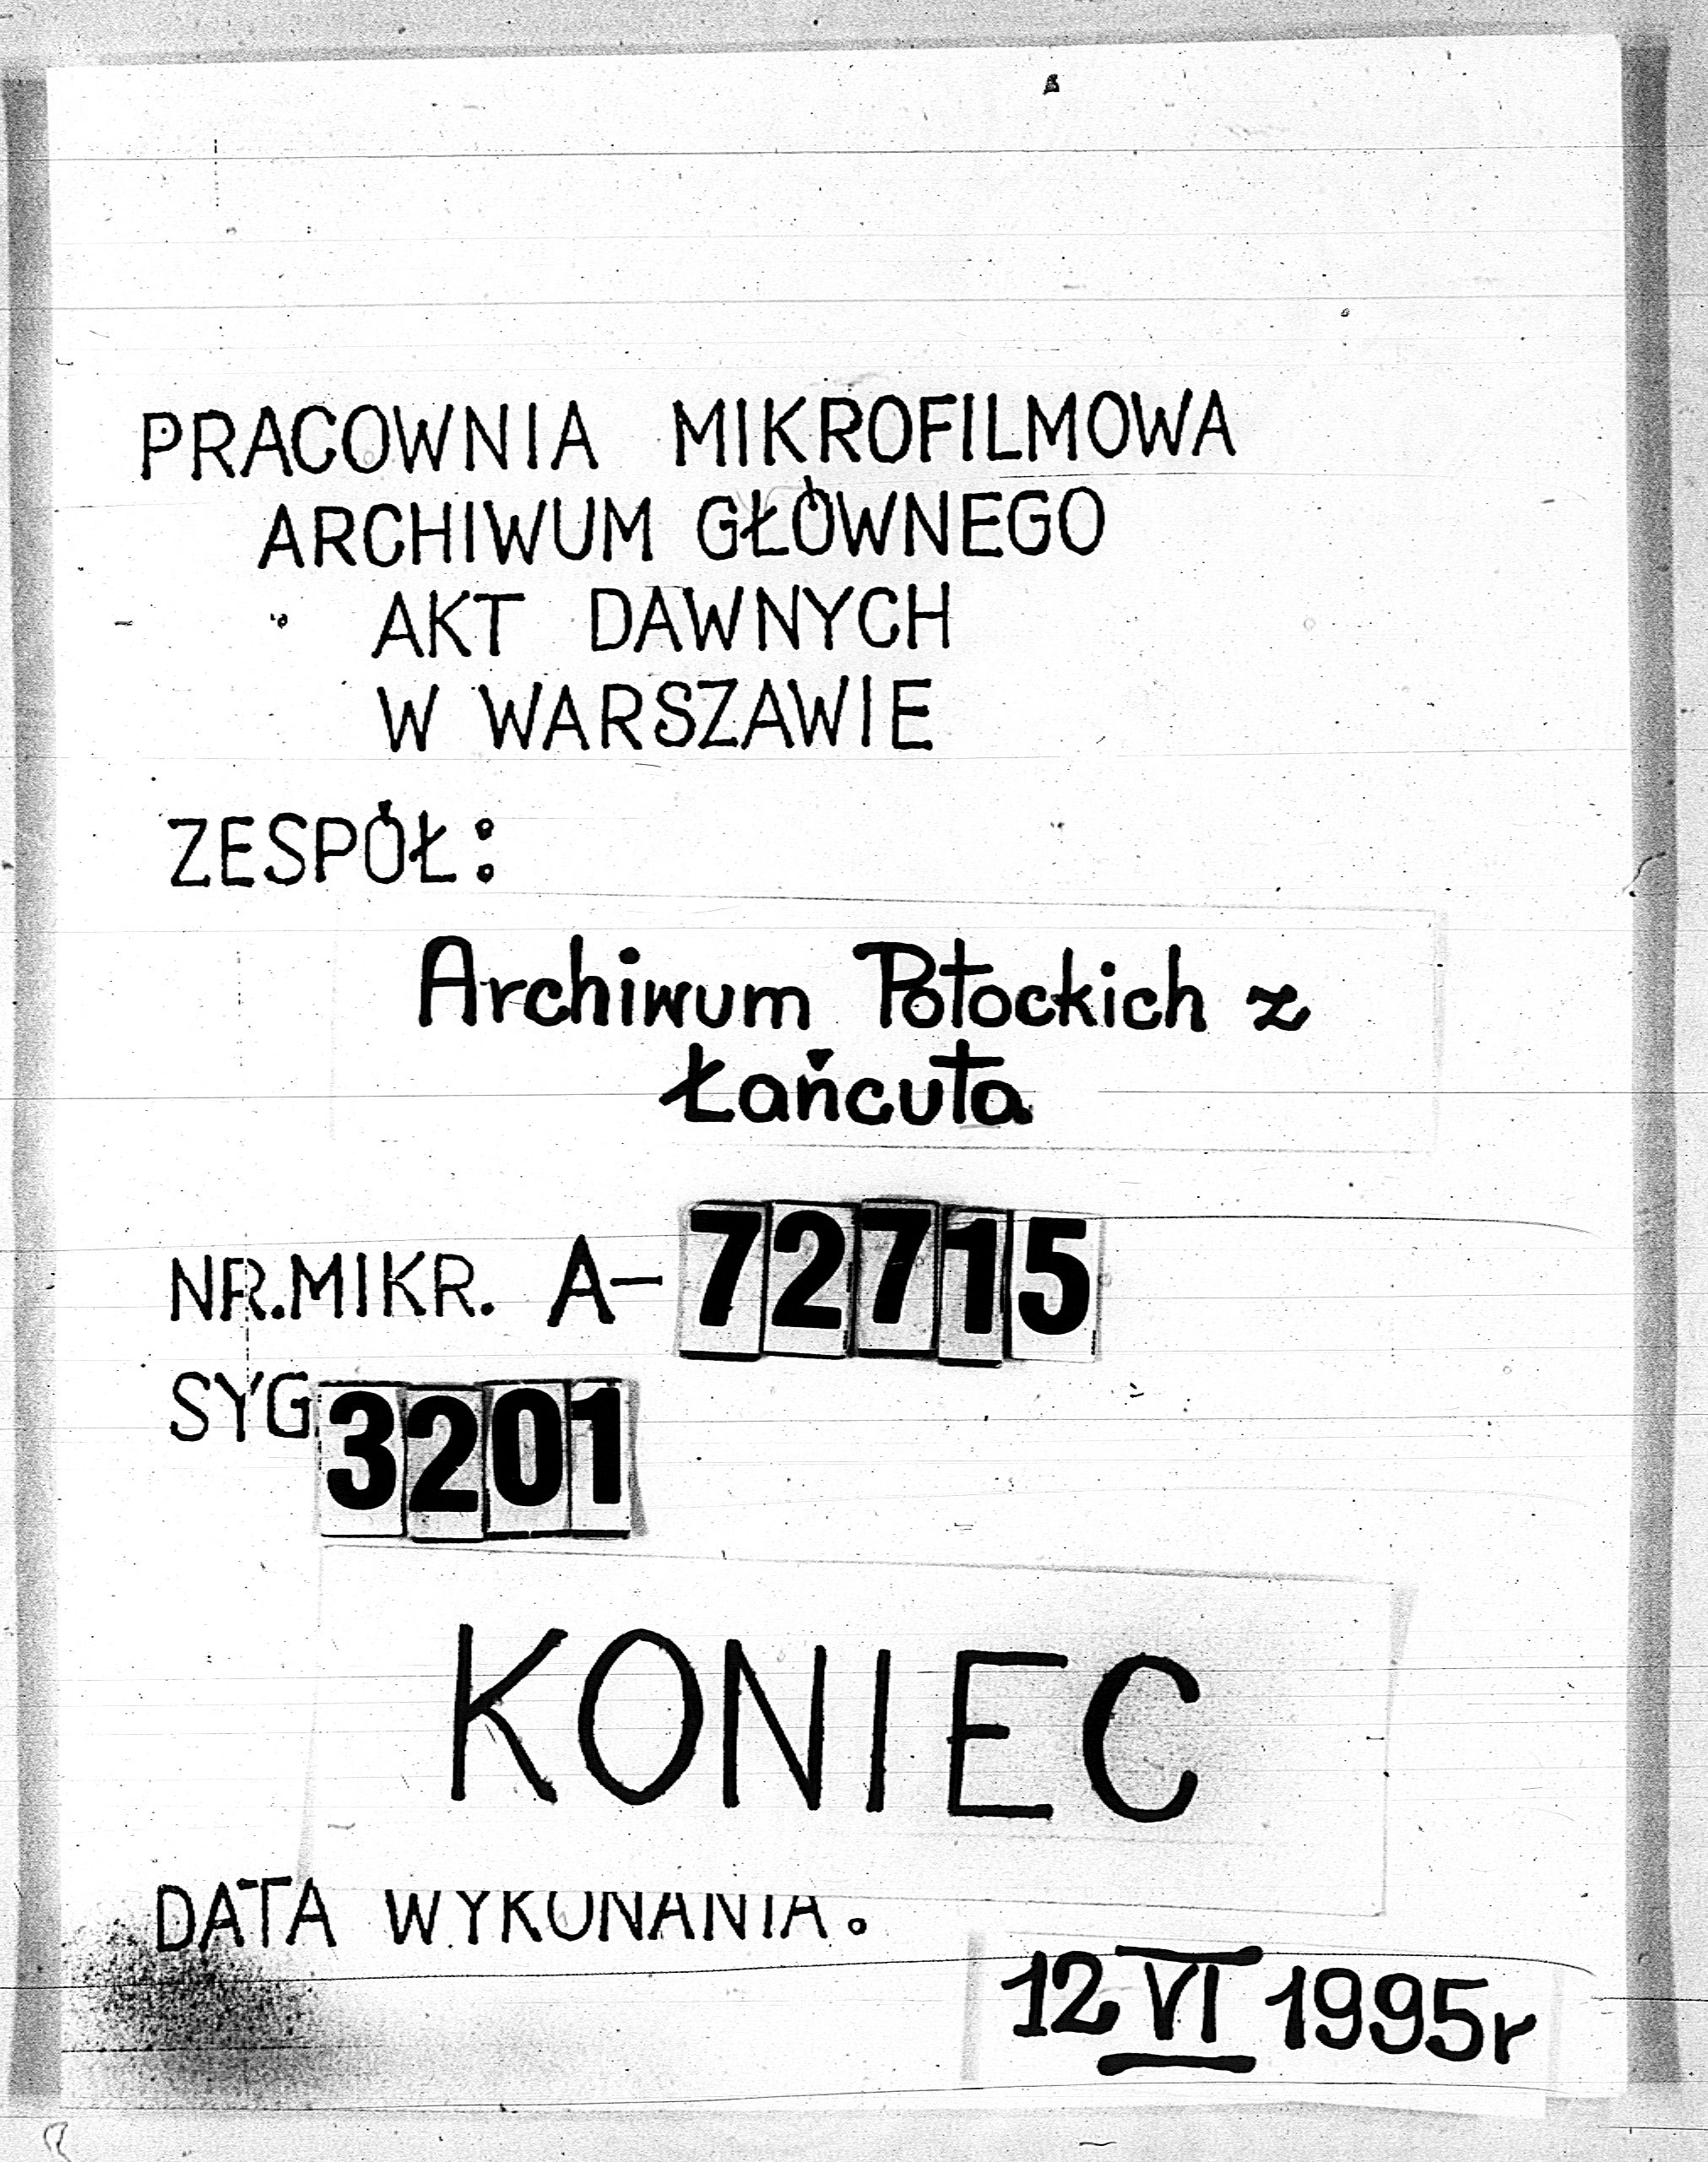 PRACOWNIA MIKROFILMOWA
ARCHIWUM GŁÓWNEGO
AKT DAWNYCH
W WARSZAWIE
ZESPÓŁ:
Archiwum Potockich z
Łańcuta
NR.MIKR. A-72715
SYG 3201
KONIEC
DATA WYKONANIA.
12 VI 1995r